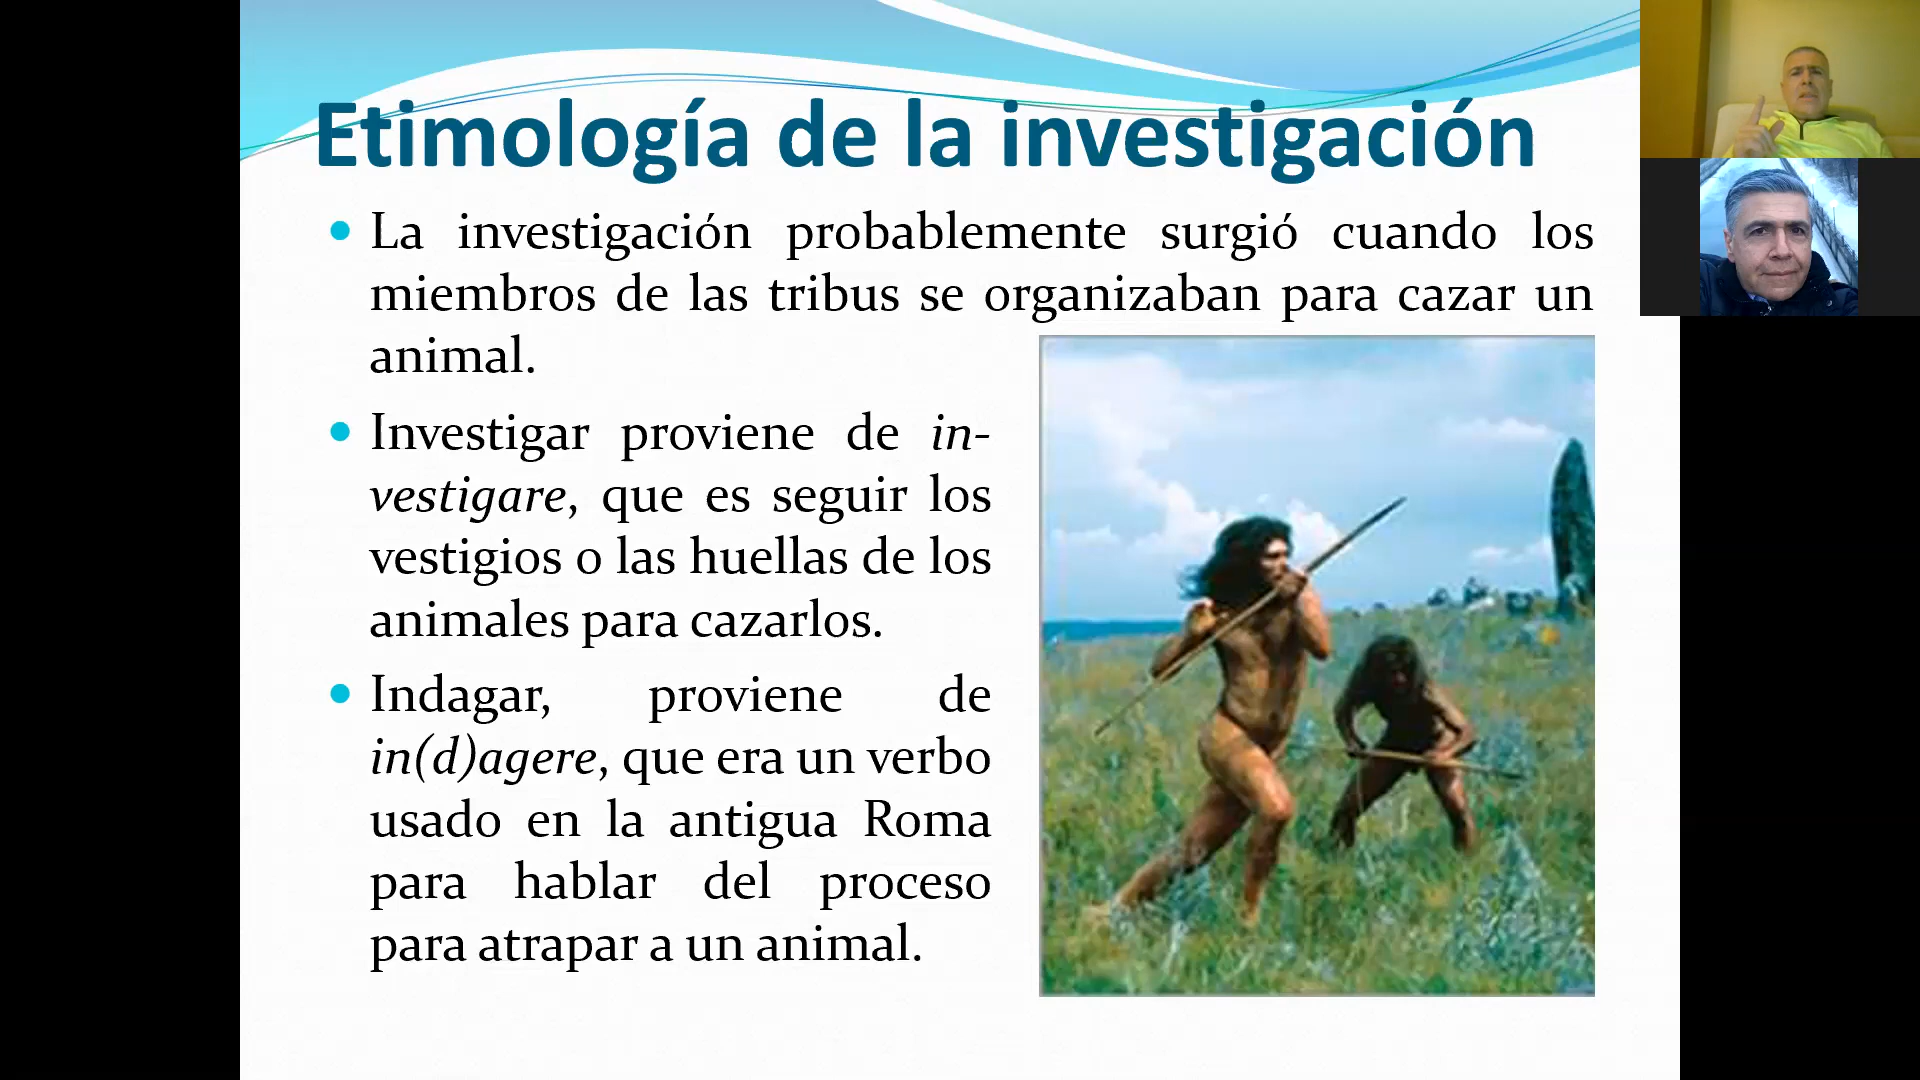 Etimología de la investigación
La investigación probablemente surgió cuando los
miembros de las tribus se organizaban para cazar un
animal.
Investigar proviene de in-
vestigare, que es seguir los
vestigios o las huellas de los
animales para cazarlos.
Indagar, proviene de
in(d)agere, que era un verbo
usado en la antigua Roma
para hablar del proceso
para atrapar a un animal.